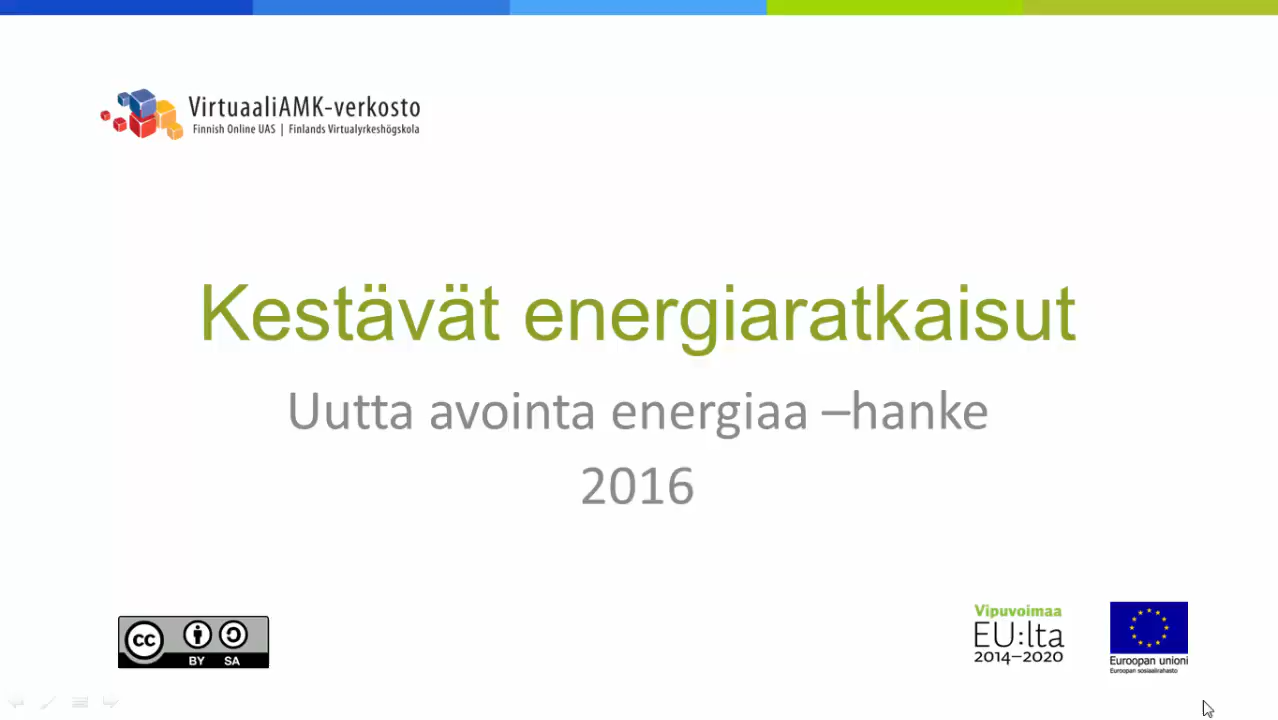 VirtuaaliAMK-verkosto
Finnish Online UAS | Finlands Virtualyrkeshögskola
Kestävät energiaratkaisut
Uutta avointa energiaa –hanke
2016
cc
BY SA
Vipuvoimaa
EU:lta
2014–2020
Euroopan unioni
Euroopan sosiaalirahasto